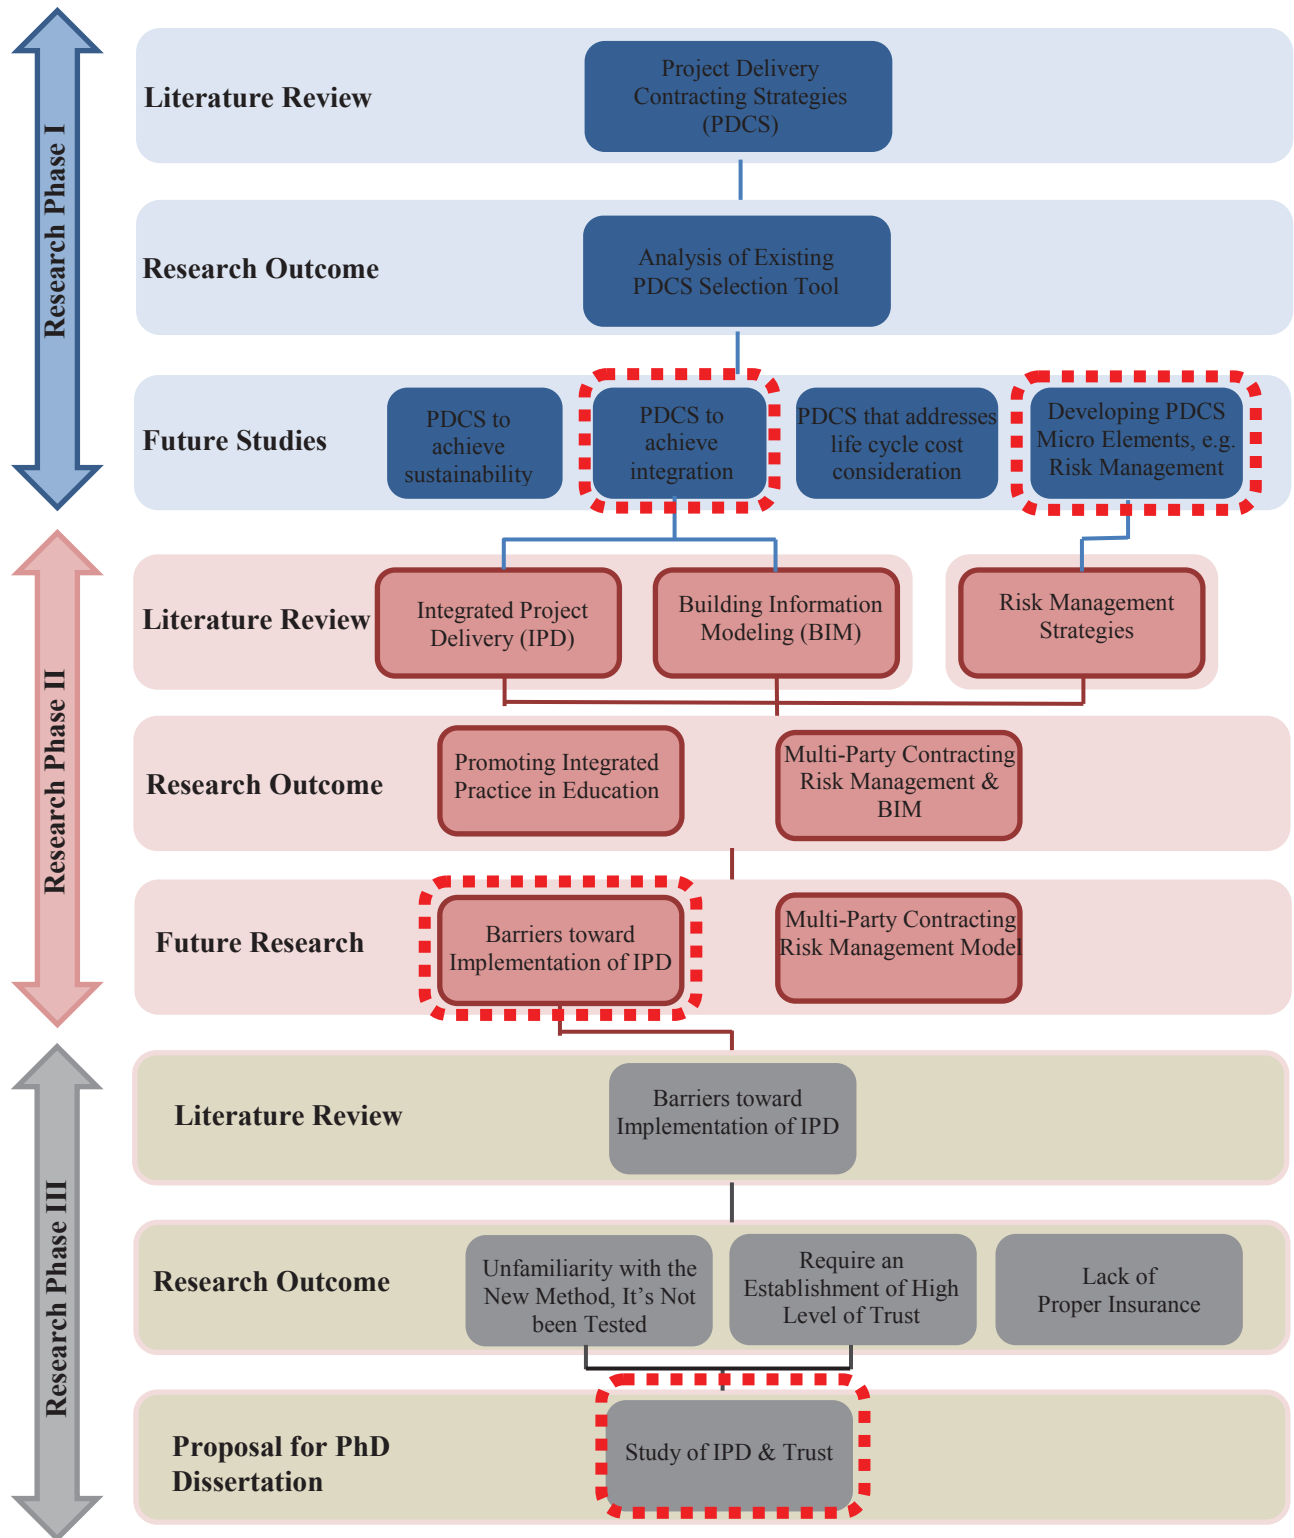 Research Phase I
Literature Review
Project Delivery
Contracting Strategies
(PDCS)
Research Outcome
Analysis of Existing
PDCS Selection Tool
Future Studies
PDCS to
achieve
sustainability
PDCS to
achieve
integration
PDCS that addresses
life cycle cost
consideration
Developing PDCS
Micro Elements, e.g.
Risk Management
Research Phase II
Literature Review
Integrated Project
Delivery (IPD)
Building Information
Modeling (BIM)
Risk Management
Strategies
Research Outcome
Promoting Integrated
Practice in Education
Multi-Party Contracting
Risk Management &
BIM
Future Research
Barriers toward
Implementation of IPD
Multi-Party Contracting
Risk Management Model
Research Phase III
Literature Review
Barriers toward
Implementation of IPD
Research Outcome
Unfamiliarity with the
New Method, It’s Not
been Tested
Require an
Establishment of High
Level of Trust
Lack of
Proper Insurance
Proposal for PhD
Dissertation
Study of IPD & Trust